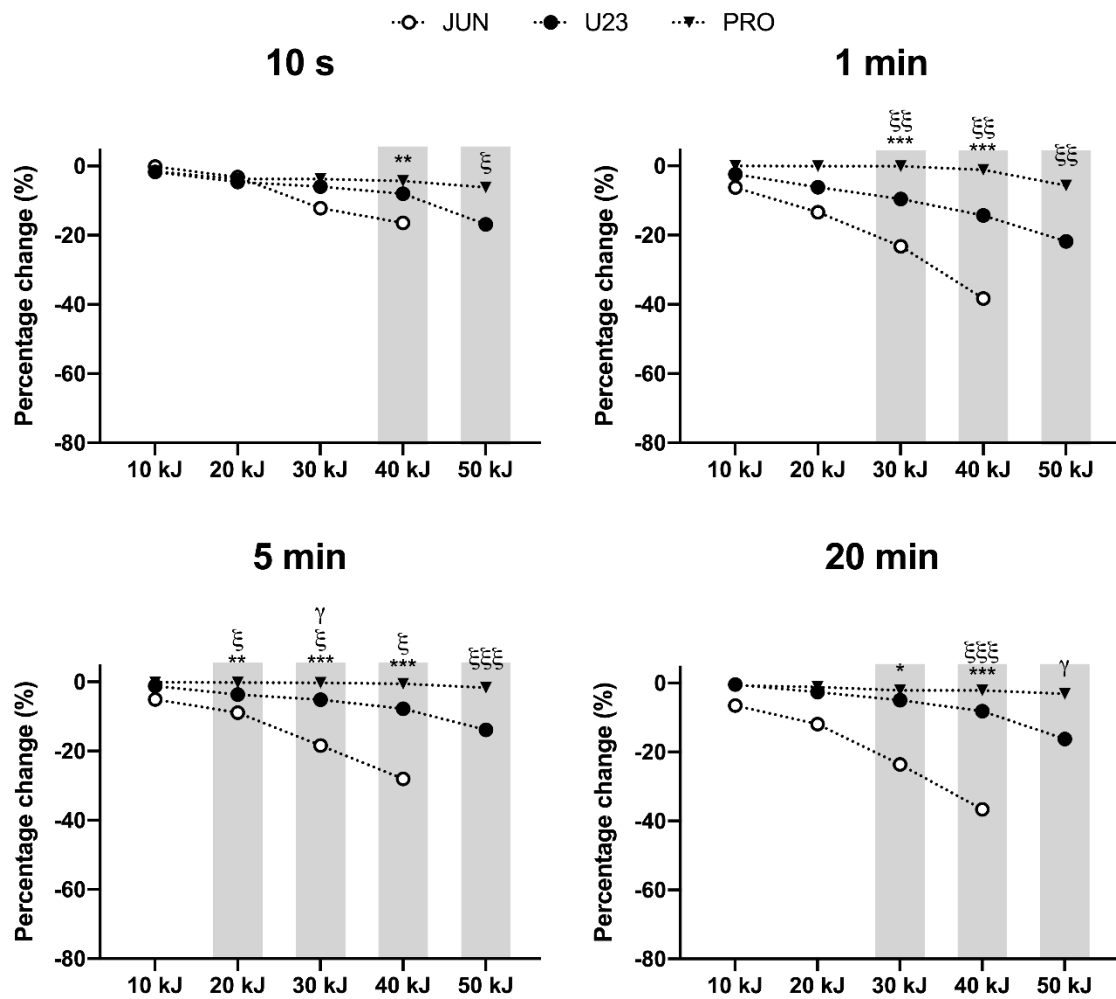 JUN U23 PRO
10 s
1 min
ξξ ξξ
** ξ *** *** ξξ
Percentage change (%)
0
-20
-40
-60
-80
10 kJ 20 kJ 30 kJ 40 kJ 50 kJ
Percentage change (%)
0
-20
-40
-60
-80
10 kJ 20 kJ 30 kJ 40 kJ 50 kJ
5 min
20 min
γ
ξ ξ ξ ξξξ
** *** *** ξξξ * *** γ
Percentage change (%)
0
-20
-40
-60
-80
10 kJ 20 kJ 30 kJ 40 kJ 50 kJ
Percentage change (%)
0
-20
-40
-60
-80
10 kJ 20 kJ 30 kJ 40 kJ 50 kJ